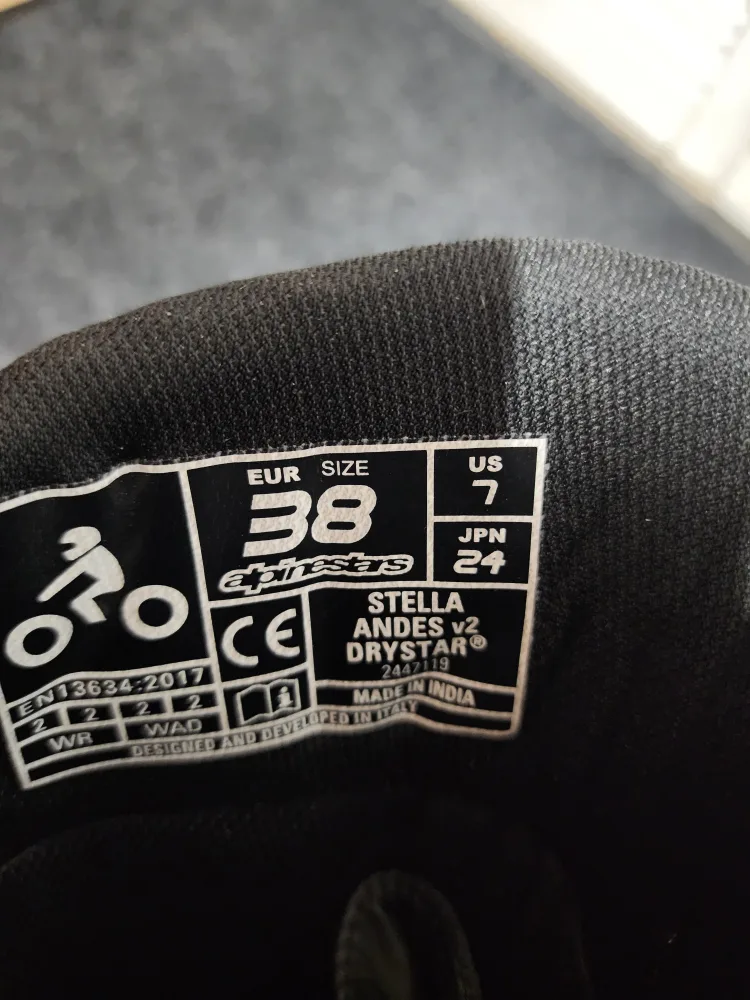 EUR SIZE
38
alpinestars
US
7
JPN
24
CE
STELLA
ANDES v2
DRYSTAR®
2447119
EN13634:2017
2 2 2 2
WR WAD
i
MADE IN INDIA
DESIGNED AND DEVELOPED IN ITALY